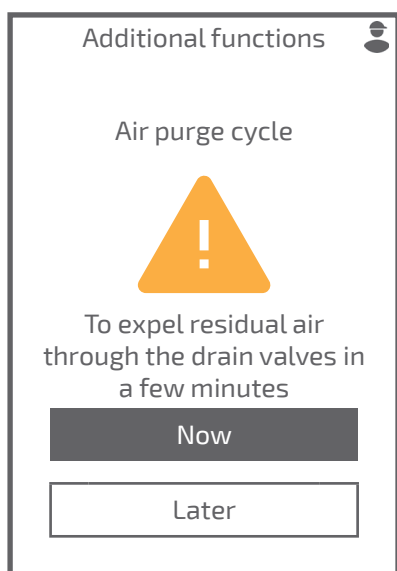 Additional functions
Air purge cycle
!
To expel residual air
through the drain valves in
a few minutes
Now
Later